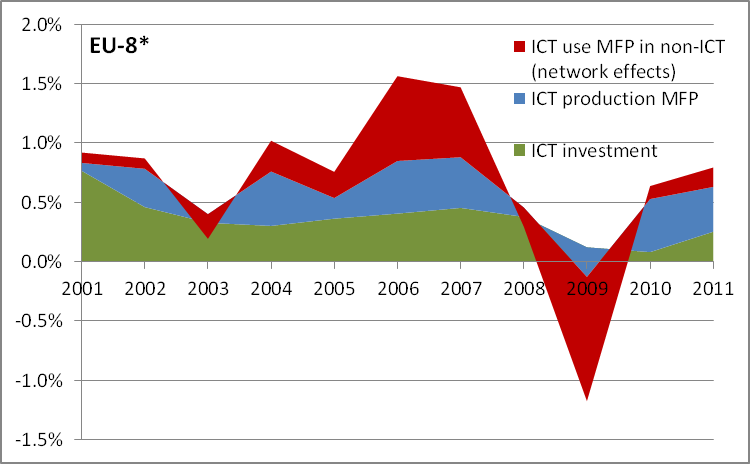 2.0%
EU-8*
ICT use MFP in non-ICT
(network effects)
1.5%
ICT production MFP
1.0%
ICT investment
0.5%
0.0%
2001 2002 2003 2004 2005 2006 2007 2008 2009 2010 2011
-0.5%
-1.0%
-1.5%